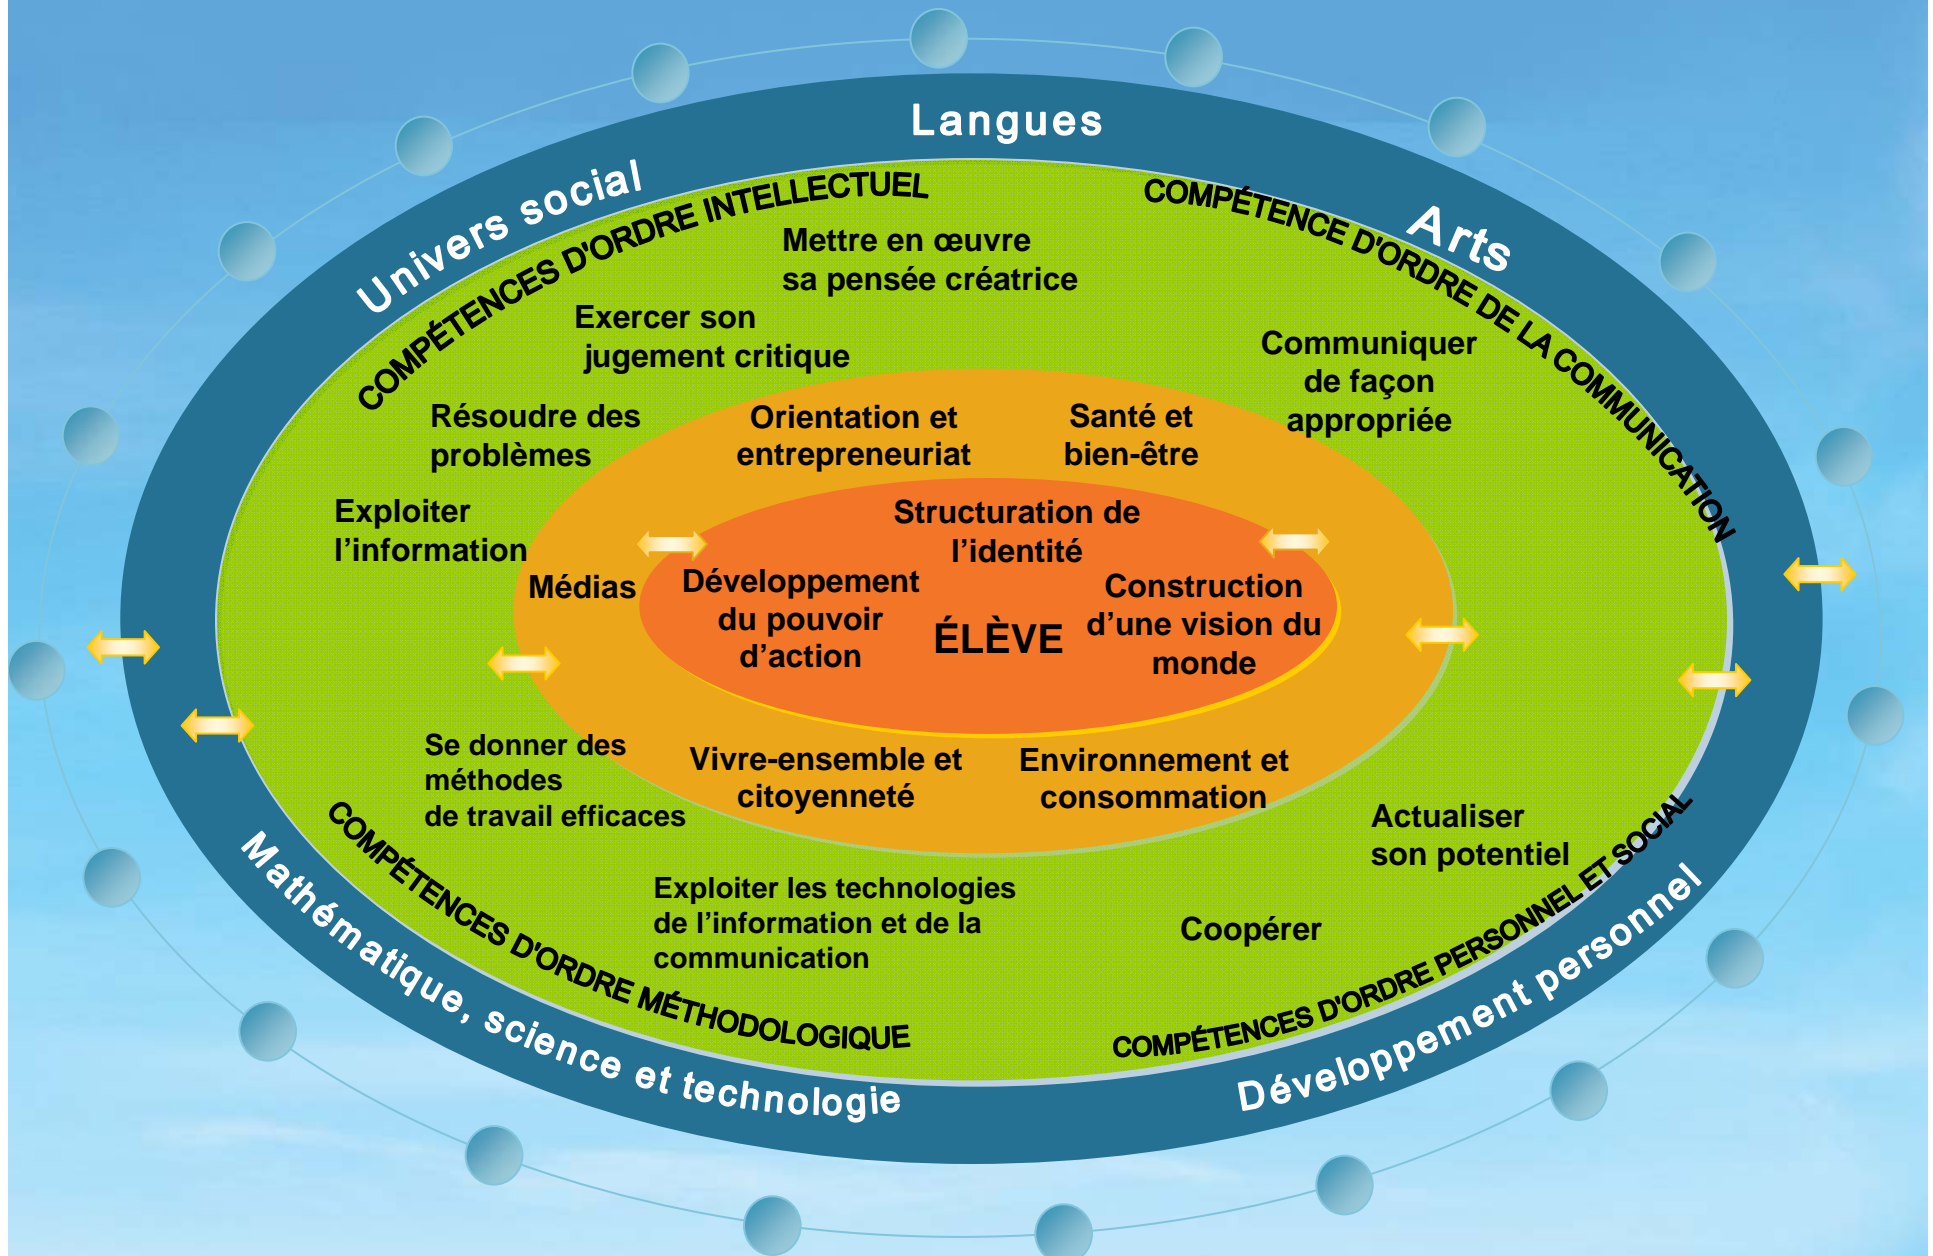 Langues
Univers social
Arts
COMPÉTENCES D'ORDRE INTELLECTUEL
COMPÉTENCE D'ORDRE DE LA COMMUNICATION
Mettre en œuvre
sa pensée créatrice
Exercer son
jugement critique
Résoudre des
problèmes
Exploiter
l’information
Communiquer
de façon
appropriée
Orientation et
entrepreneuriat
Santé et
bien-être
Médias
Structuration de
l’identité
Développement
du pouvoir
d’action
ÉLÈVE
Construction
d’une vision du
monde
Vivre-ensemble et
citoyenneté
Environnement et
consommation
Se donner des
méthodes
de travail efficaces
Exploiter les technologies
de l’information et de la
communication
Actualiser
son potentiel
Coopérer
COMPÉTENCES D'ORDRE MÉTHODOLOGIQUE
COMPÉTENCES D'ORDRE PERSONNEL ET SOCIAL
Mathématique, science et technologie
Développement personnel